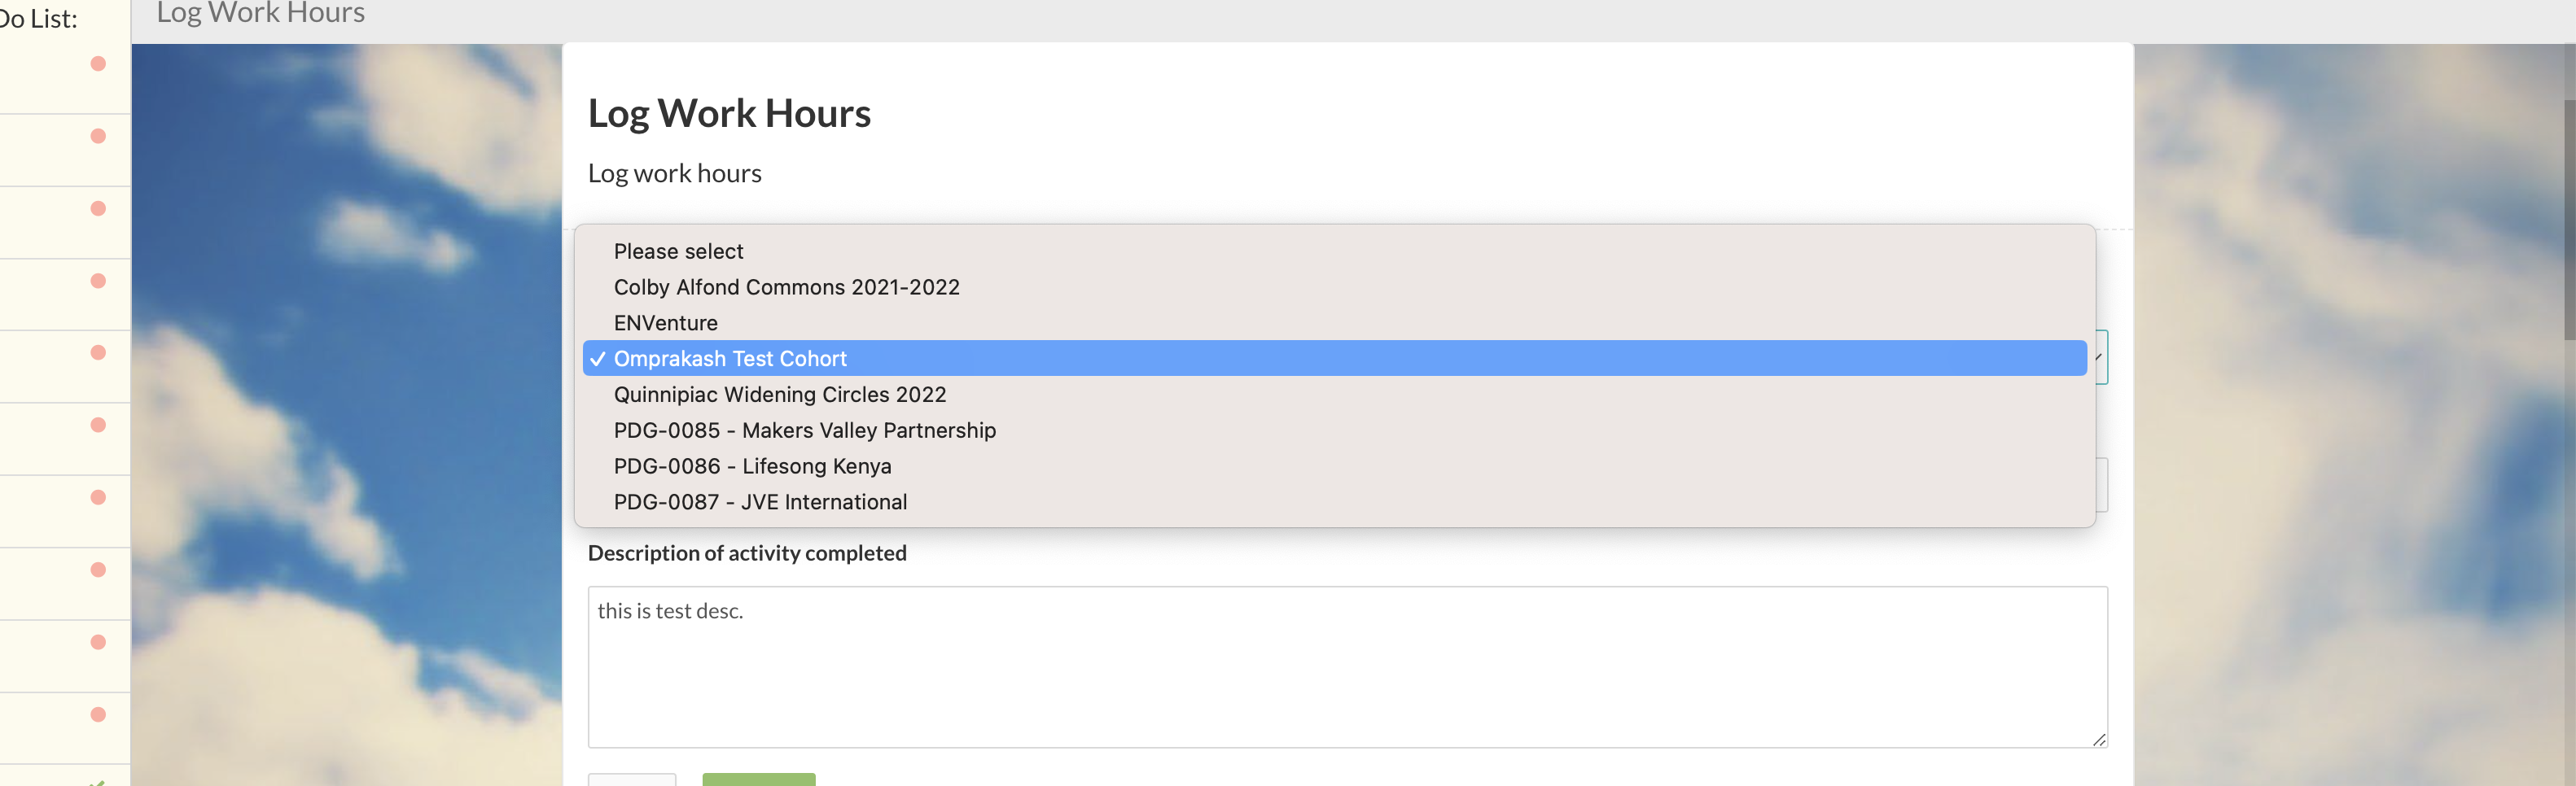 Do List:
Log Work Hours
Log Work Hours
Log work hours
Please select
Colby Alfond Commons 2021-2022
ENVenture
✓ Omprakash Test Cohort
Quinnipiac Widening Circles 2022
PDG-0085 - Makers Valley Partnership
PDG-0086 - Lifesong Kenya
PDG-0087 - JVE International
Description of activity completed
this is test desc.